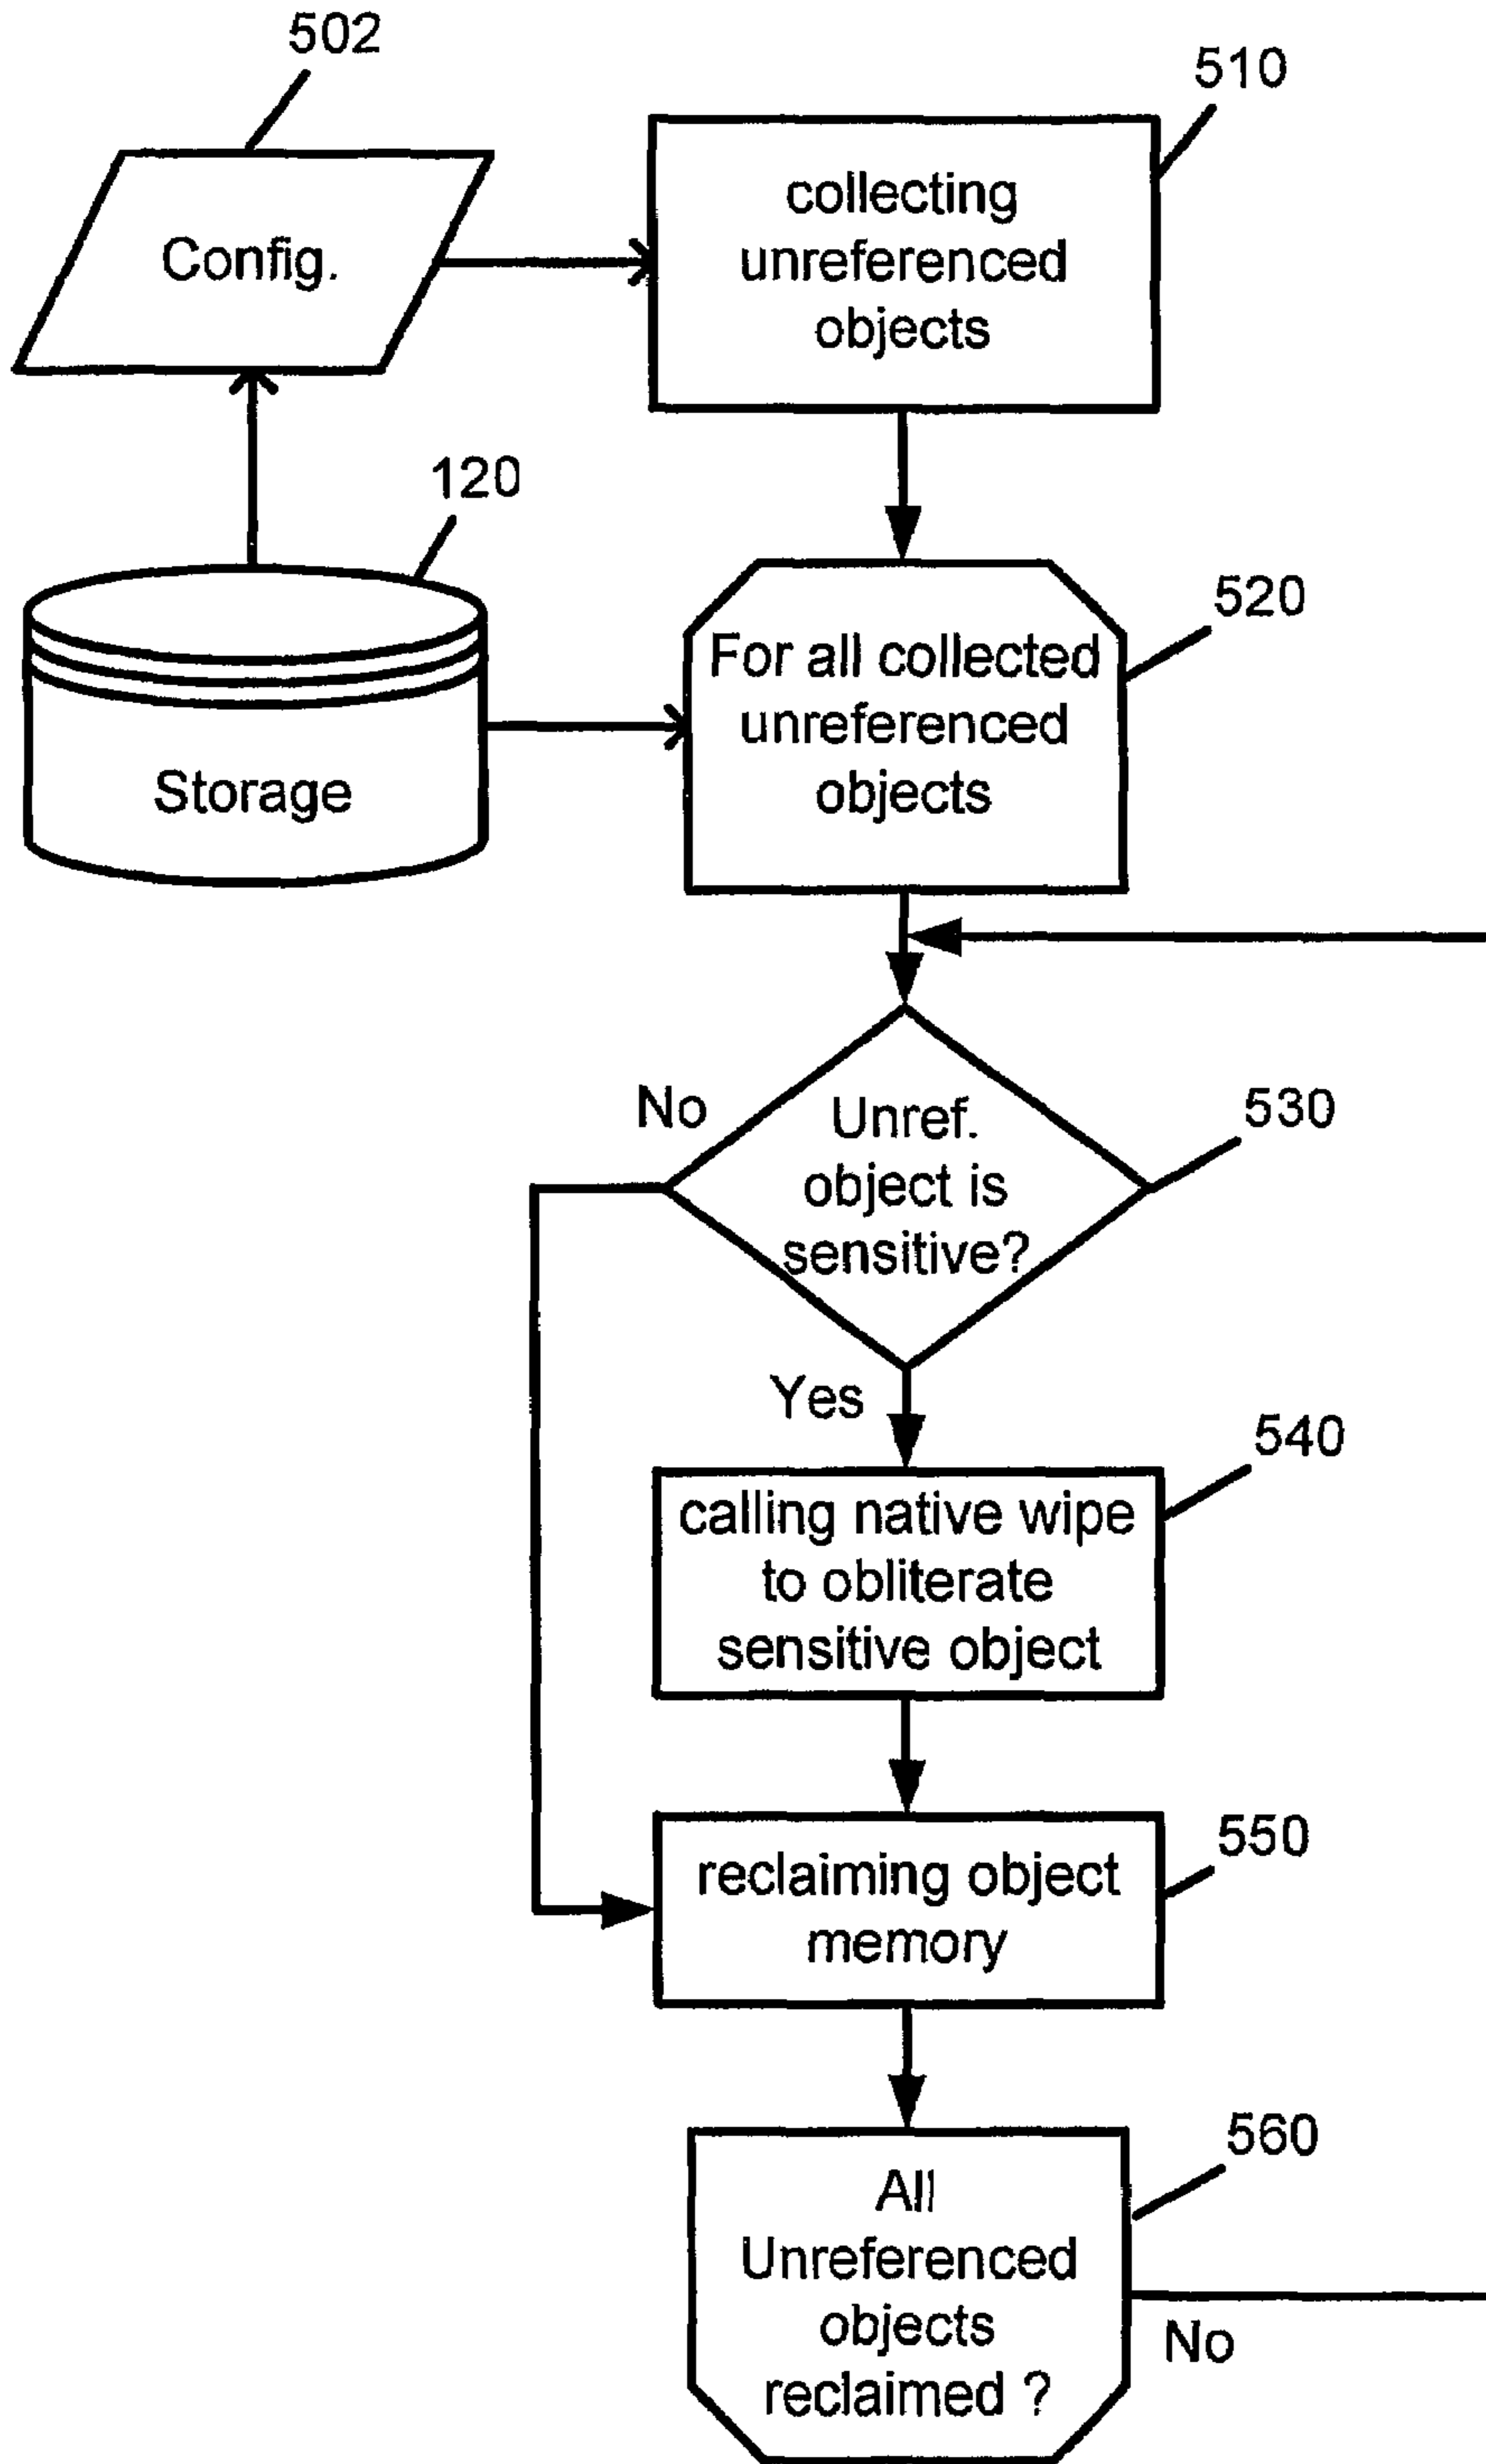 502
510
Config.
collecting
unreferenced
objects
120
520
Storage
For all collected
unreferenced
objects
No
530
Unref.
object is
sensitive?
Yes
540
calling native wipe
to obliterate
sensitive object
550
reclaiming object
memory
560
All
Unreferenced
objects
reclaimed ?
No